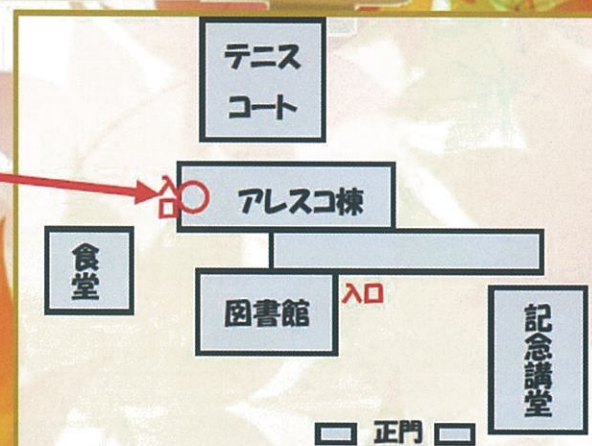 テニス
コート
入口
アレスコ棟
食堂
図書館
入口
記念講堂
正門